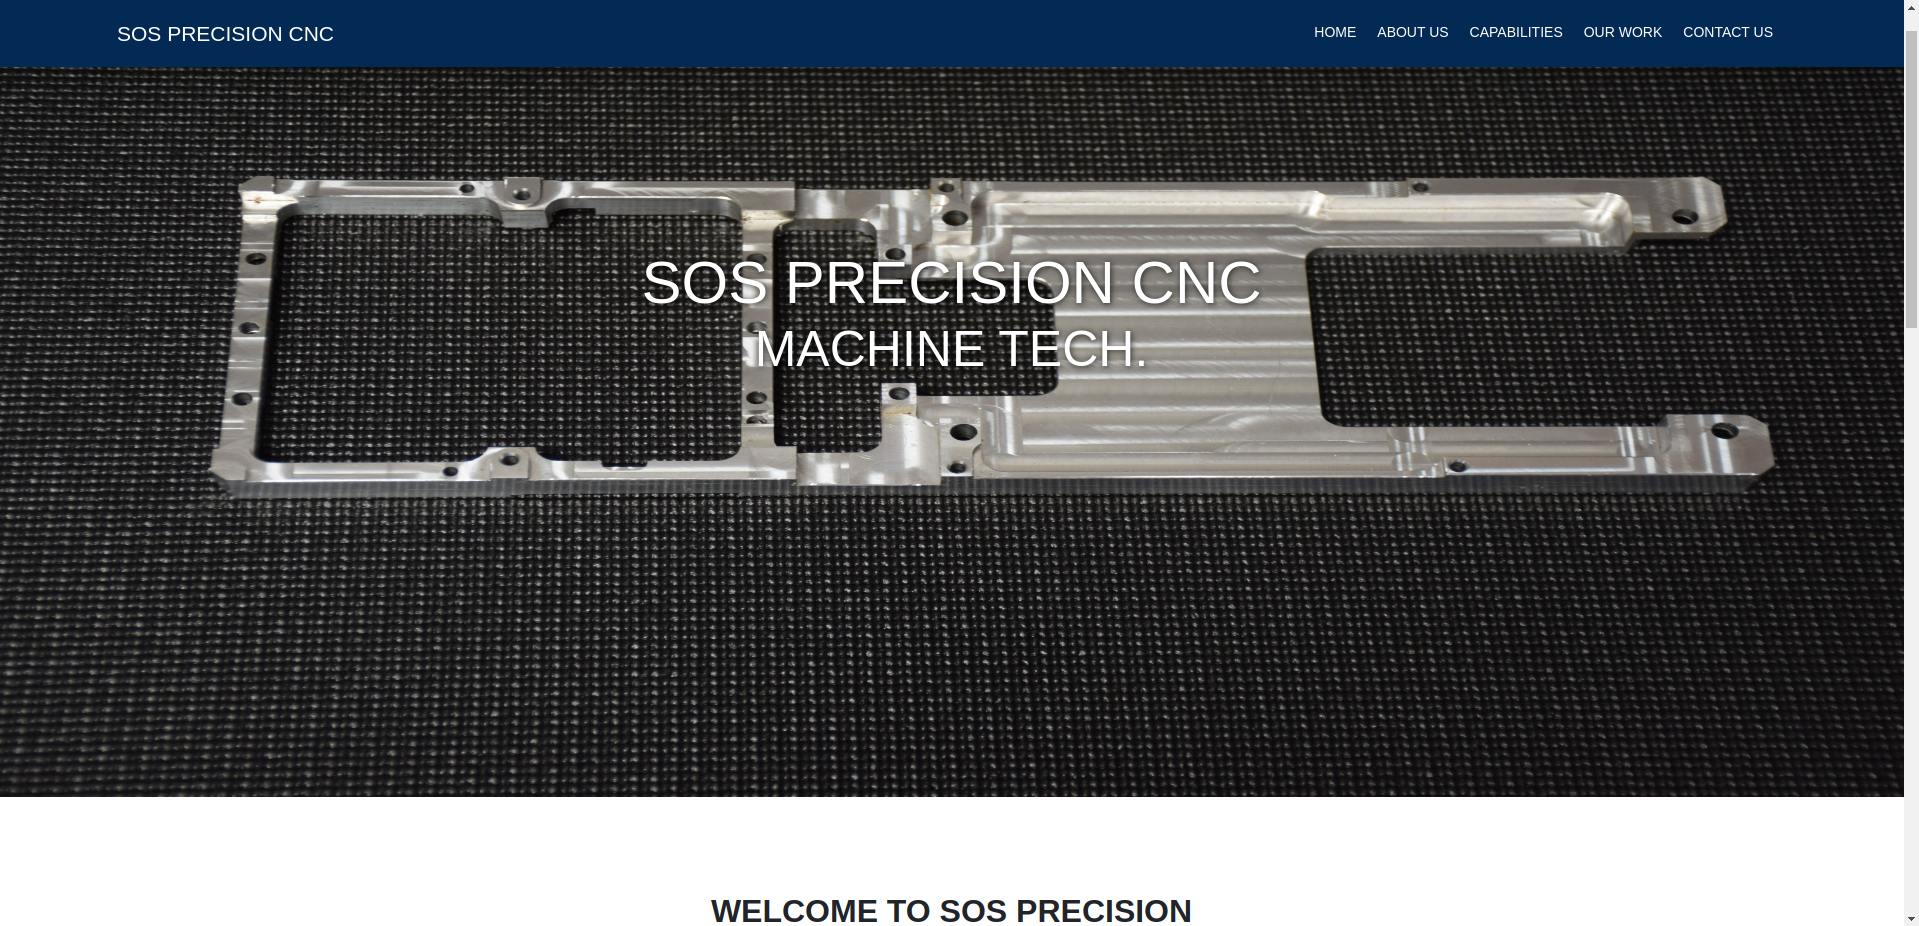 SOS PRECISION CNC
HOME ABOUT US CAPABILITIES OUR WORK CONTACT US
SOS PRECISION CNC
MACHINE TECH.
WELCOME TO SOS PRECISION